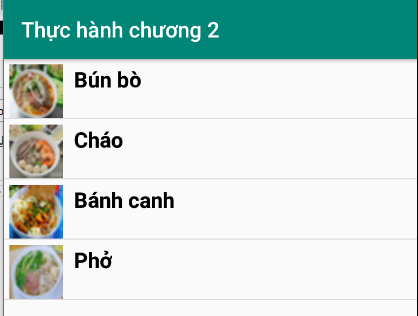 Thực hành chương 2
Bún bò
Cháo
Bánh canh
Phở